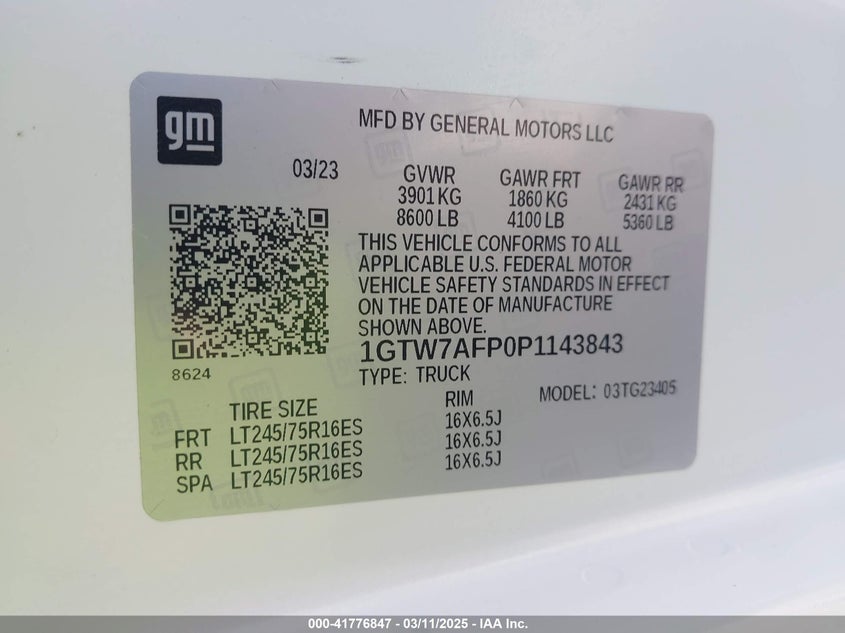 gm
MFD BY GENERAL MOTORS LLC
03/23
GVWR GAWR FRT GAWR RR
3901 KG 1860 KG 2431 KG
8600 LB 4100 LB 5360 LB
THIS VEHICLE CONFORMS TO ALL
APPLICABLE U.S. FEDERAL MOTOR
VEHICLE SAFETY STANDARDS IN EFFECT
ON THE DATE OF MANUFACTURE
SHOWN ABOVE.
1GTW7AFP0P1143843
8624
TYPE: TRUCK
MODEL: 03TG23405
TIRE SIZE RIM
FRT LT245/75R16ES 16X6.5J
RR LT245/75R16ES 16X6.5J
SPA LT245/75R16ES 16X6.5J
000-41776847 - 03/11/2025 - IAA Inc.